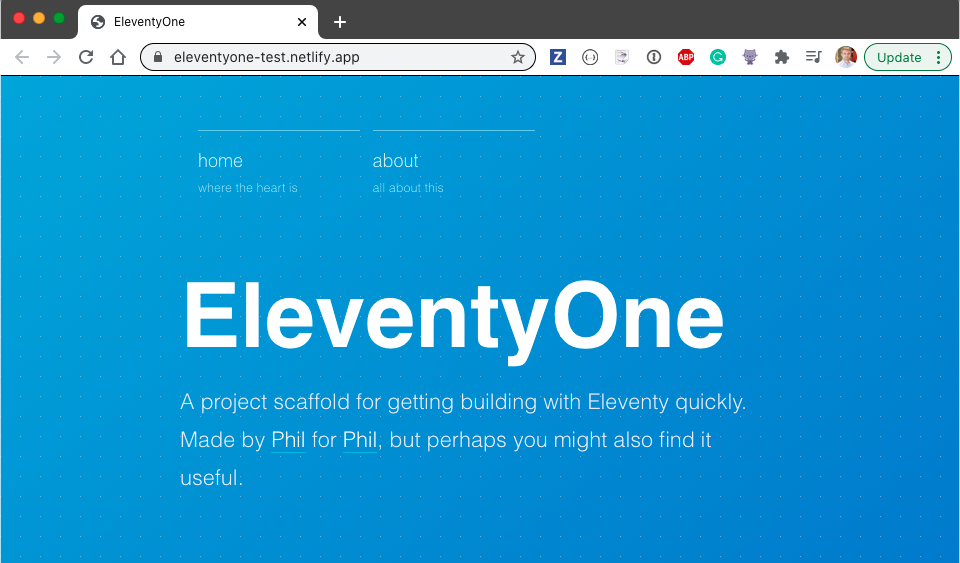 EleventyOne
eleventyone-test.netlify.app
Z
ABP
Update
home
about
where the heart is
all about this
EleventyOne
A project scaffold for getting building with Eleventy quickly.
Made by Phil for Phil, but perhaps you might also find it
useful.